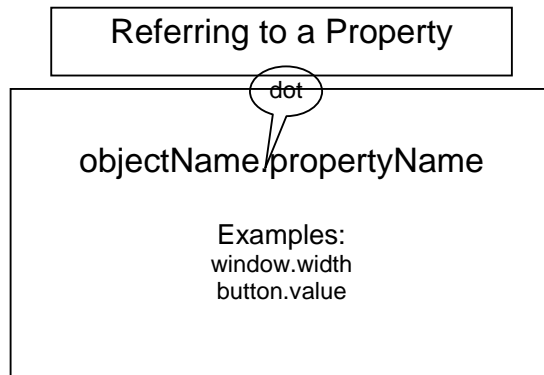 Referring to a Property
dot
objectName.propertyName
Examples:
window.width
button.value